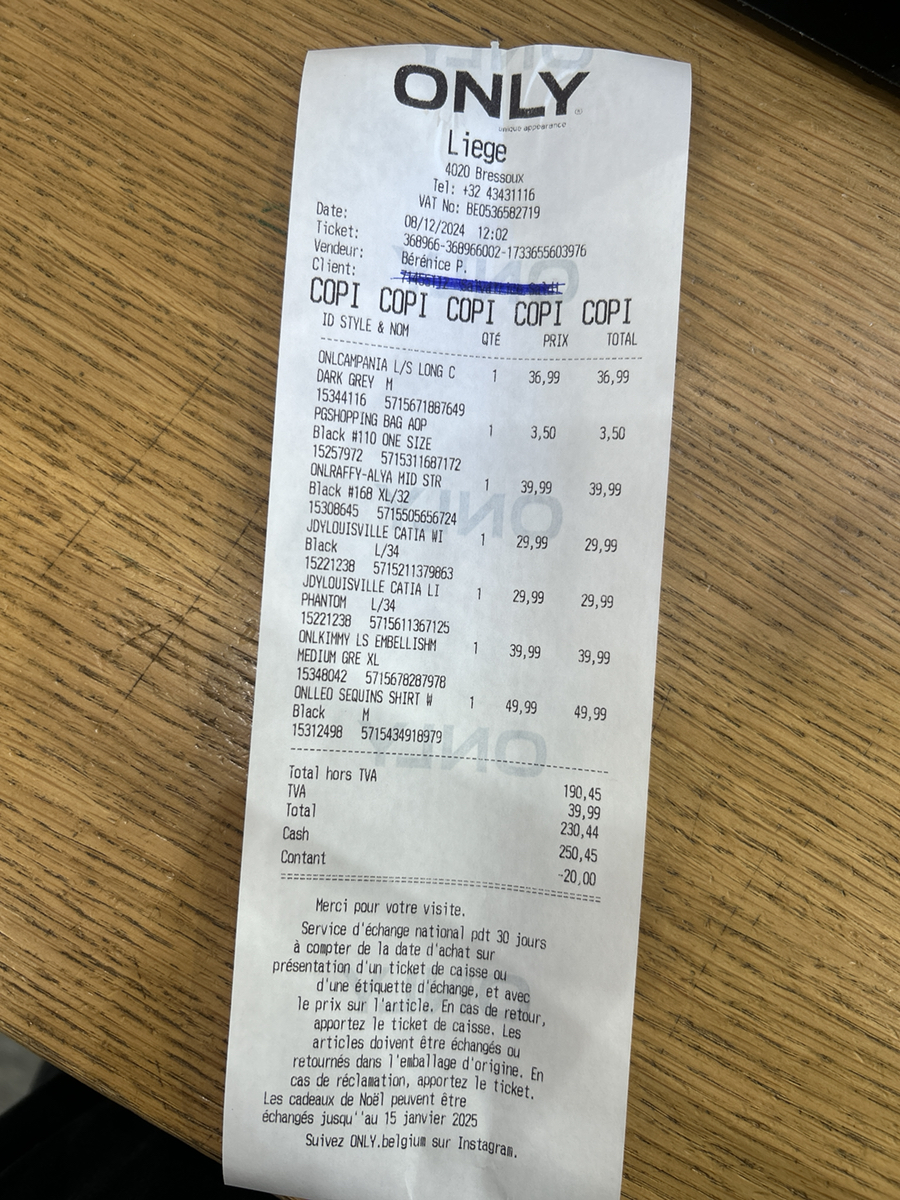 ONLY
unique appearance
Liege
4020 Bressoux
Tel: +32 43431116
VAT No: BE0536582719
Date: 08/12/2024 12:02
Ticket: 368966-368966002-1733655603976
Vendeur: Bérénice P.
Client:
COPI COPI COPI COPI COPI
ID STYLE & NOM QTÉ PRIX TOTAL
ONLCAMPANIA L/S LONG C 1 36,99 36,99
DARK GREY M
15344116 5715671887649
PGSHOPPING BAG AOP 1 3,50 3,50
Black #110 ONE SIZE
15257972 5715311687172
ONLRAFFY-ALYA MID STR 1 39,99 39,99
Black #168 XL/32
15308645 5715505656724
JDYLOUISVILLE CATIA WI 1 29,99 29,99
Black L/34
15221238 5715211379863
JDYLOUISVILLE CATIA LI 1 29,99 29,99
PHANTOM L/34
15221238 5715611367125
ONLKIMMY LS EMBELLISHM 1 39,99 39,99
MEDIUM GRE XL
15348042 5715678287978
ONLLEO SEQUINS SHIRT W 1 49,99 49,99
Black M
15312498 5715434918979
Total hors TVA 190,45
TVA 39,99
Total 230,44
Cash 250,45
Contant -20,00
Merci pour votre visite.
Service d'échange national pdt 30 jours
à compter de la date d'achat sur
présentation d'un ticket de caisse ou
d'une étiquette d'échange, et avec
le prix sur l'article. En cas de retour,
apportez le ticket de caisse. Les
articles doivent être échangés ou
retournés dans l'emballage d'origine. En
cas de réclamation, apportez le ticket.
Les cadeaux de Noël peuvent être
échangés jusqu''au 15 janvier 2025
Suivez ONLY.belgium sur Instagram.